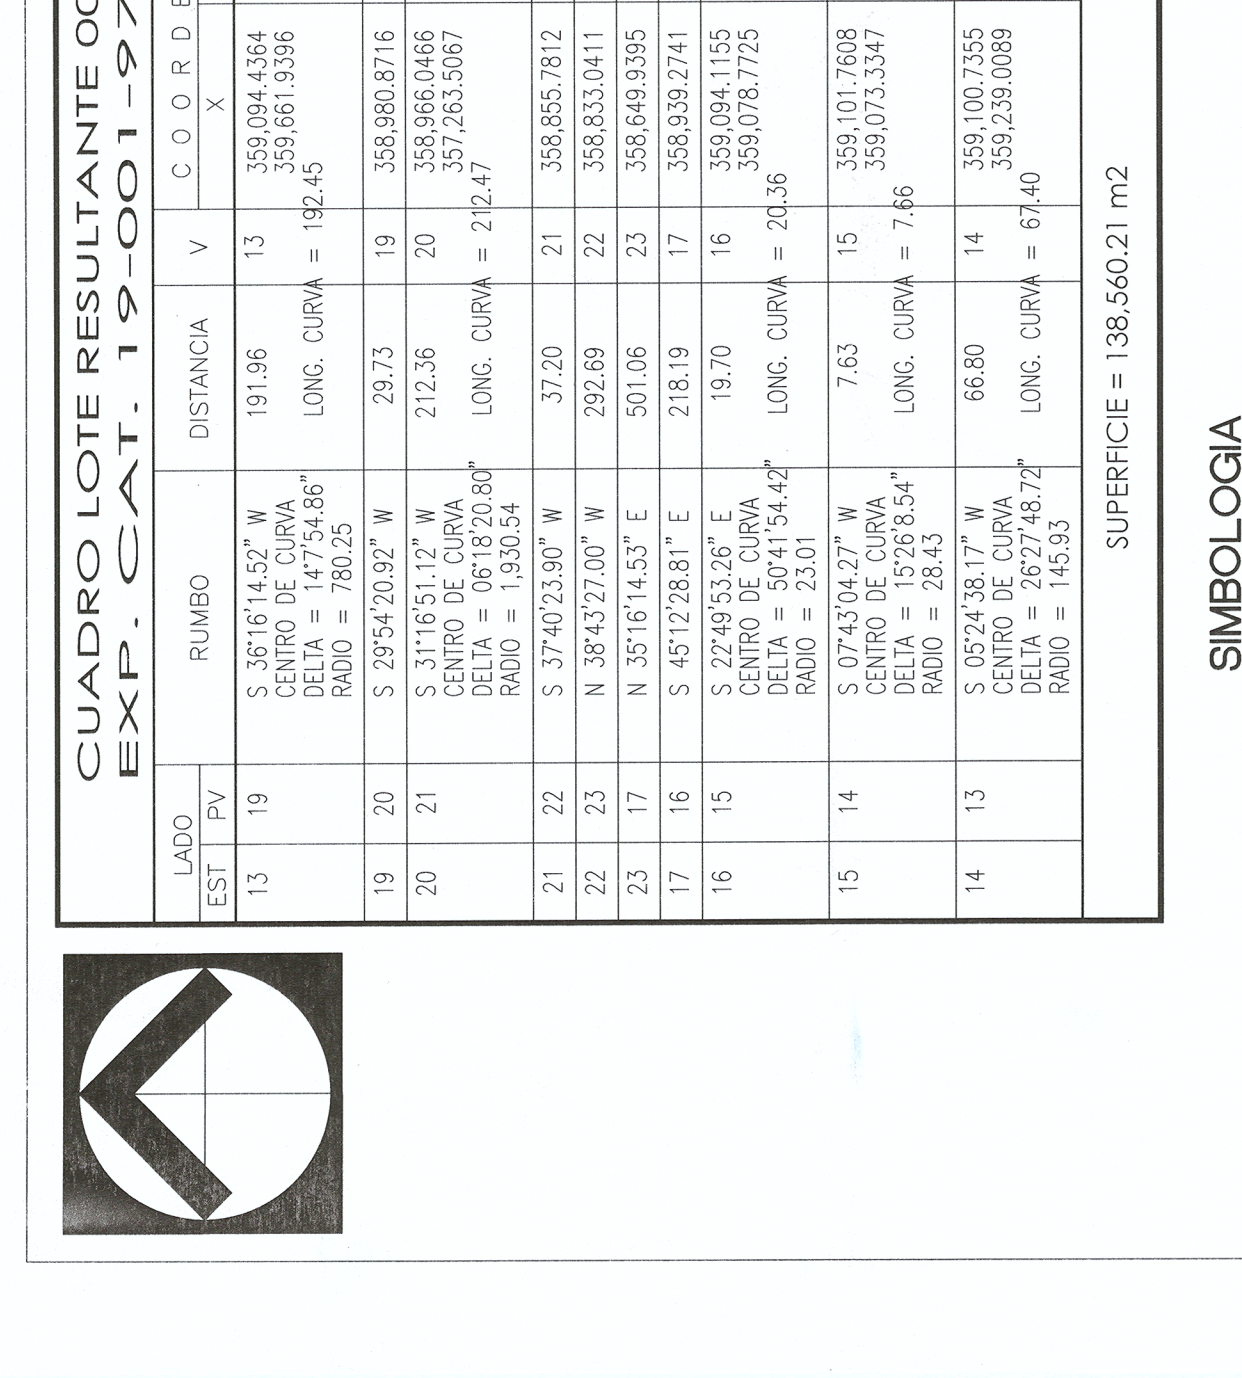 CUADRO LOTE RESULTANTE
EXP. CAT. 19-001-97
LADO RUMBO DISTANCIA V C O O R D E
EST PV X
13 19 S 36°16'14.52" W 191.96 13 359,094.4364
CENTRO DE CURVA 359,661.9396
DELTA = 14°7'54.86" LONG. CURVA = 192.45
RADIO = 780.25
19 20 S 29°54'20.92" W 29.73 19 358,980.8716
20 21 S 31°16'51.12" W 212.36 20 358,966.0466
CENTRO DE CURVA 357,263.5067
DELTA = 06°18'20.80" LONG. CURVA = 212.47
RADIO = 1,930.54
21 22 S 37°40'23.90" W 37.20 21 358,855.7812
22 23 N 38°43'27.00" W 292.69 22 358,833.0411
23 17 N 35°16'14.53" E 501.06 23 358,649.9395
17 16 S 45°12'28.81" E 218.19 17 358,939.2741
16 15 S 22°49'53.26" E 19.70 16 359,094.1155
CENTRO DE CURVA 359,078.7725
DELTA = 50°41'54.42" LONG. CURVA = 20.36
RADIO = 23.01
15 14 S 07°43'04.27" W 7.63 15 359,101.7608
CENTRO DE CURVA 359,073.3347
DELTA = 15°26'8.54" LONG. CURVA = 7.66
RADIO = 28.43
14 13 S 05°24'38.17" W 66.80 14 359,100.7355
CENTRO DE CURVA 359,239.0089
DELTA = 26°27'48.72" LONG. CURVA = 67.40
RADIO = 145.93
SUPERFICIE = 138,560.21 m2
SIMBOLOGIA